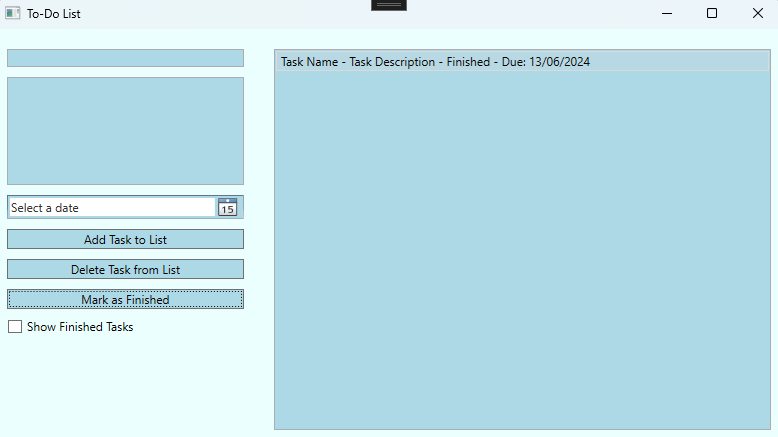 To-Do List
Task Name - Task Description - Finished - Due: 13/06/2024
Select a date
15
Add Task to List
Delete Task from List
Mark as Finished
Show Finished Tasks